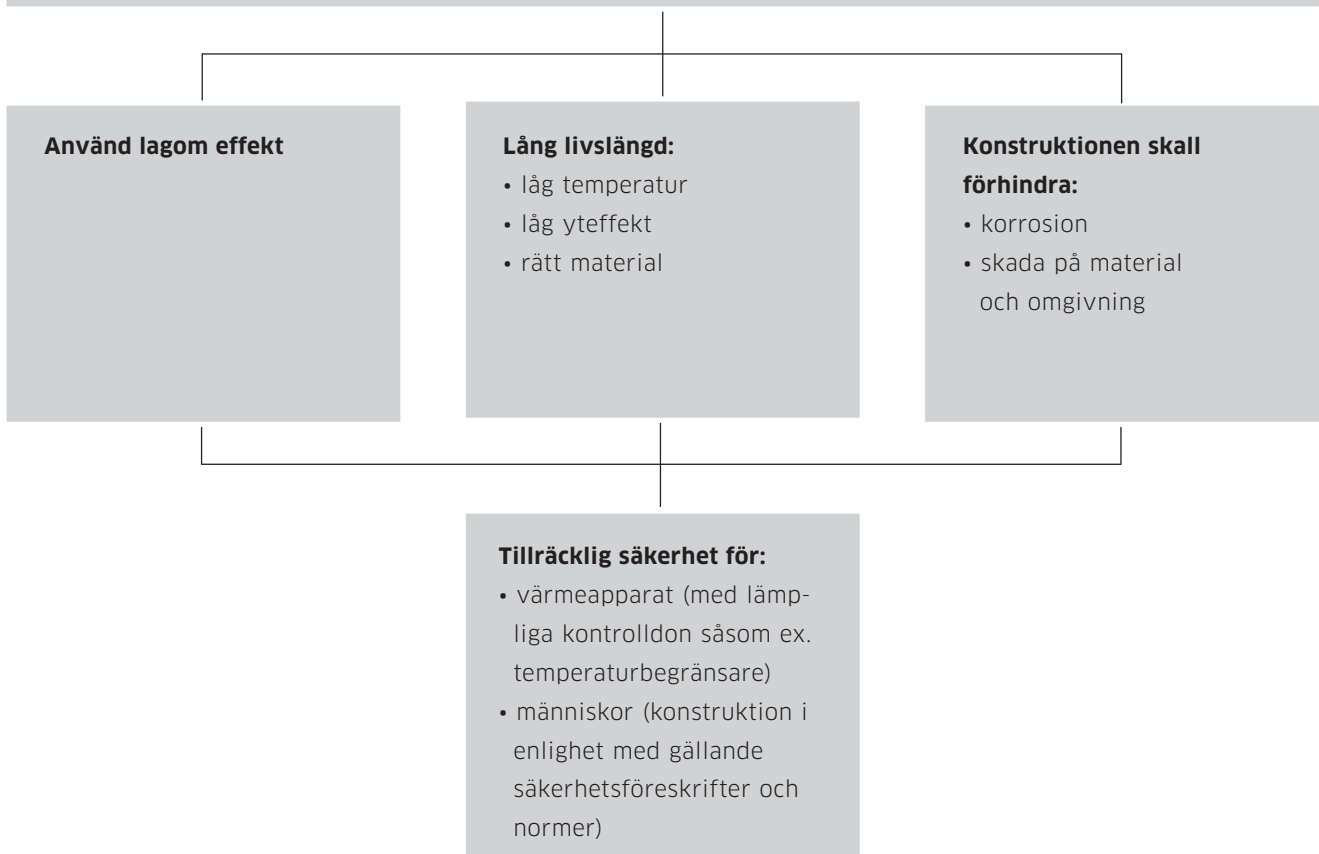 Använd lagom effekt
Lång livslängd:
• låg temperatur
• låg yteffekt
• rätt material
Konstruktionen skall
förhindra:
• korrosion
• skada på material
och omgivning
Tillräcklig säkerhet för:
• värmeapparat (med lämp-
liga kontrolldon såsom ex.
temperaturbegränsare)
• människor (konstruktion i
enlighet med gällande
säkerhetsföreskrifter och
normer)